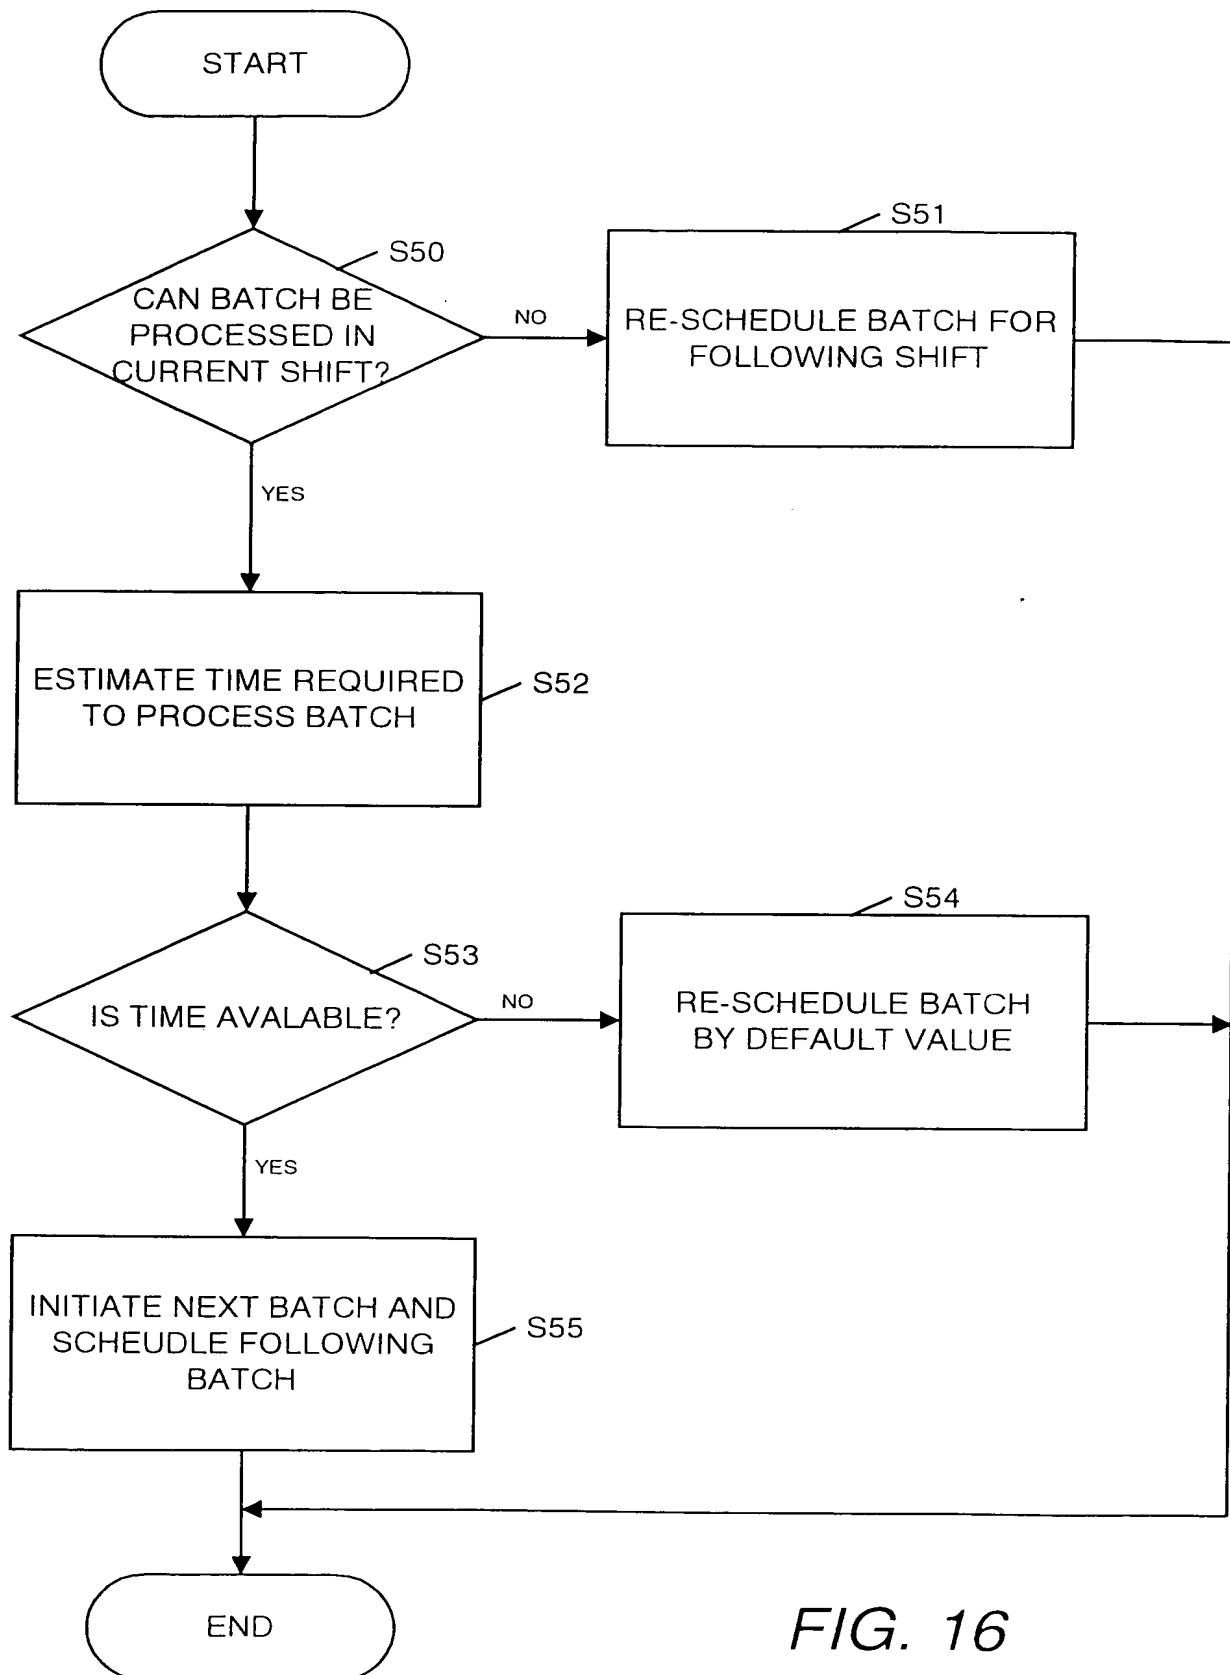 START
S50
CAN BATCH BE
PROCESSED IN
CURRENT SHIFT?
NO
S51
RE-SCHEDULE BATCH FOR
FOLLOWING SHIFT
YES
ESTIMATE TIME REQUIRED
TO PROCESS BATCH
S52
S53
IS TIME AVALABLE?
NO
S54
RE-SCHEDULE BATCH
BY DEFAULT VALUE
YES
INITIATE NEXT BATCH AND
SCHEUDLE FOLLOWING
BATCH
S55
END
FIG. 16